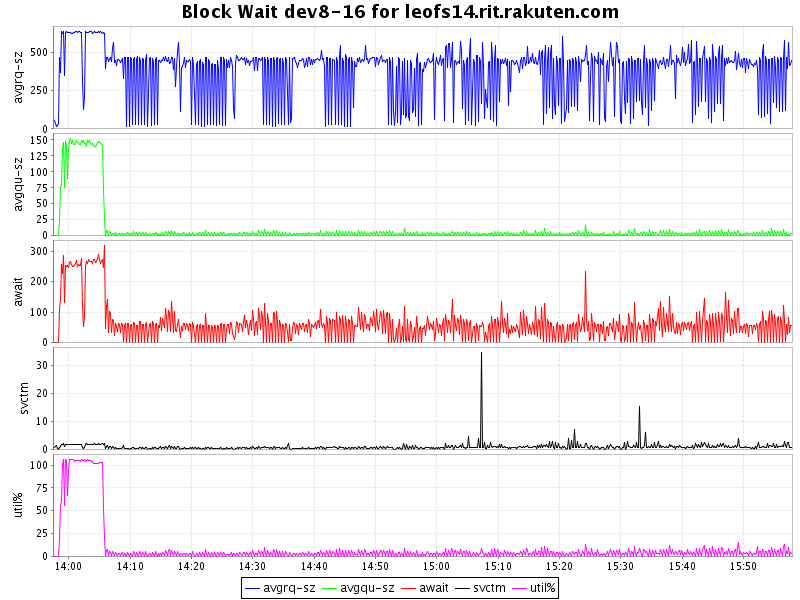 Block Wait dev8-16 for leofs14.rit.rakuten.com
avgrq-sz
500
250
0
avgqu-sz
150
125
100
75
50
25
0
await
300
200
100
0
svctm
30
20
10
0
util%
100
75
50
25
0
14:00 14:10 14:20 14:30 14:40 14:50 15:00 15:10 15:20 15:30 15:40 15:50
avgrq-sz avgqu-sz await svctm util%